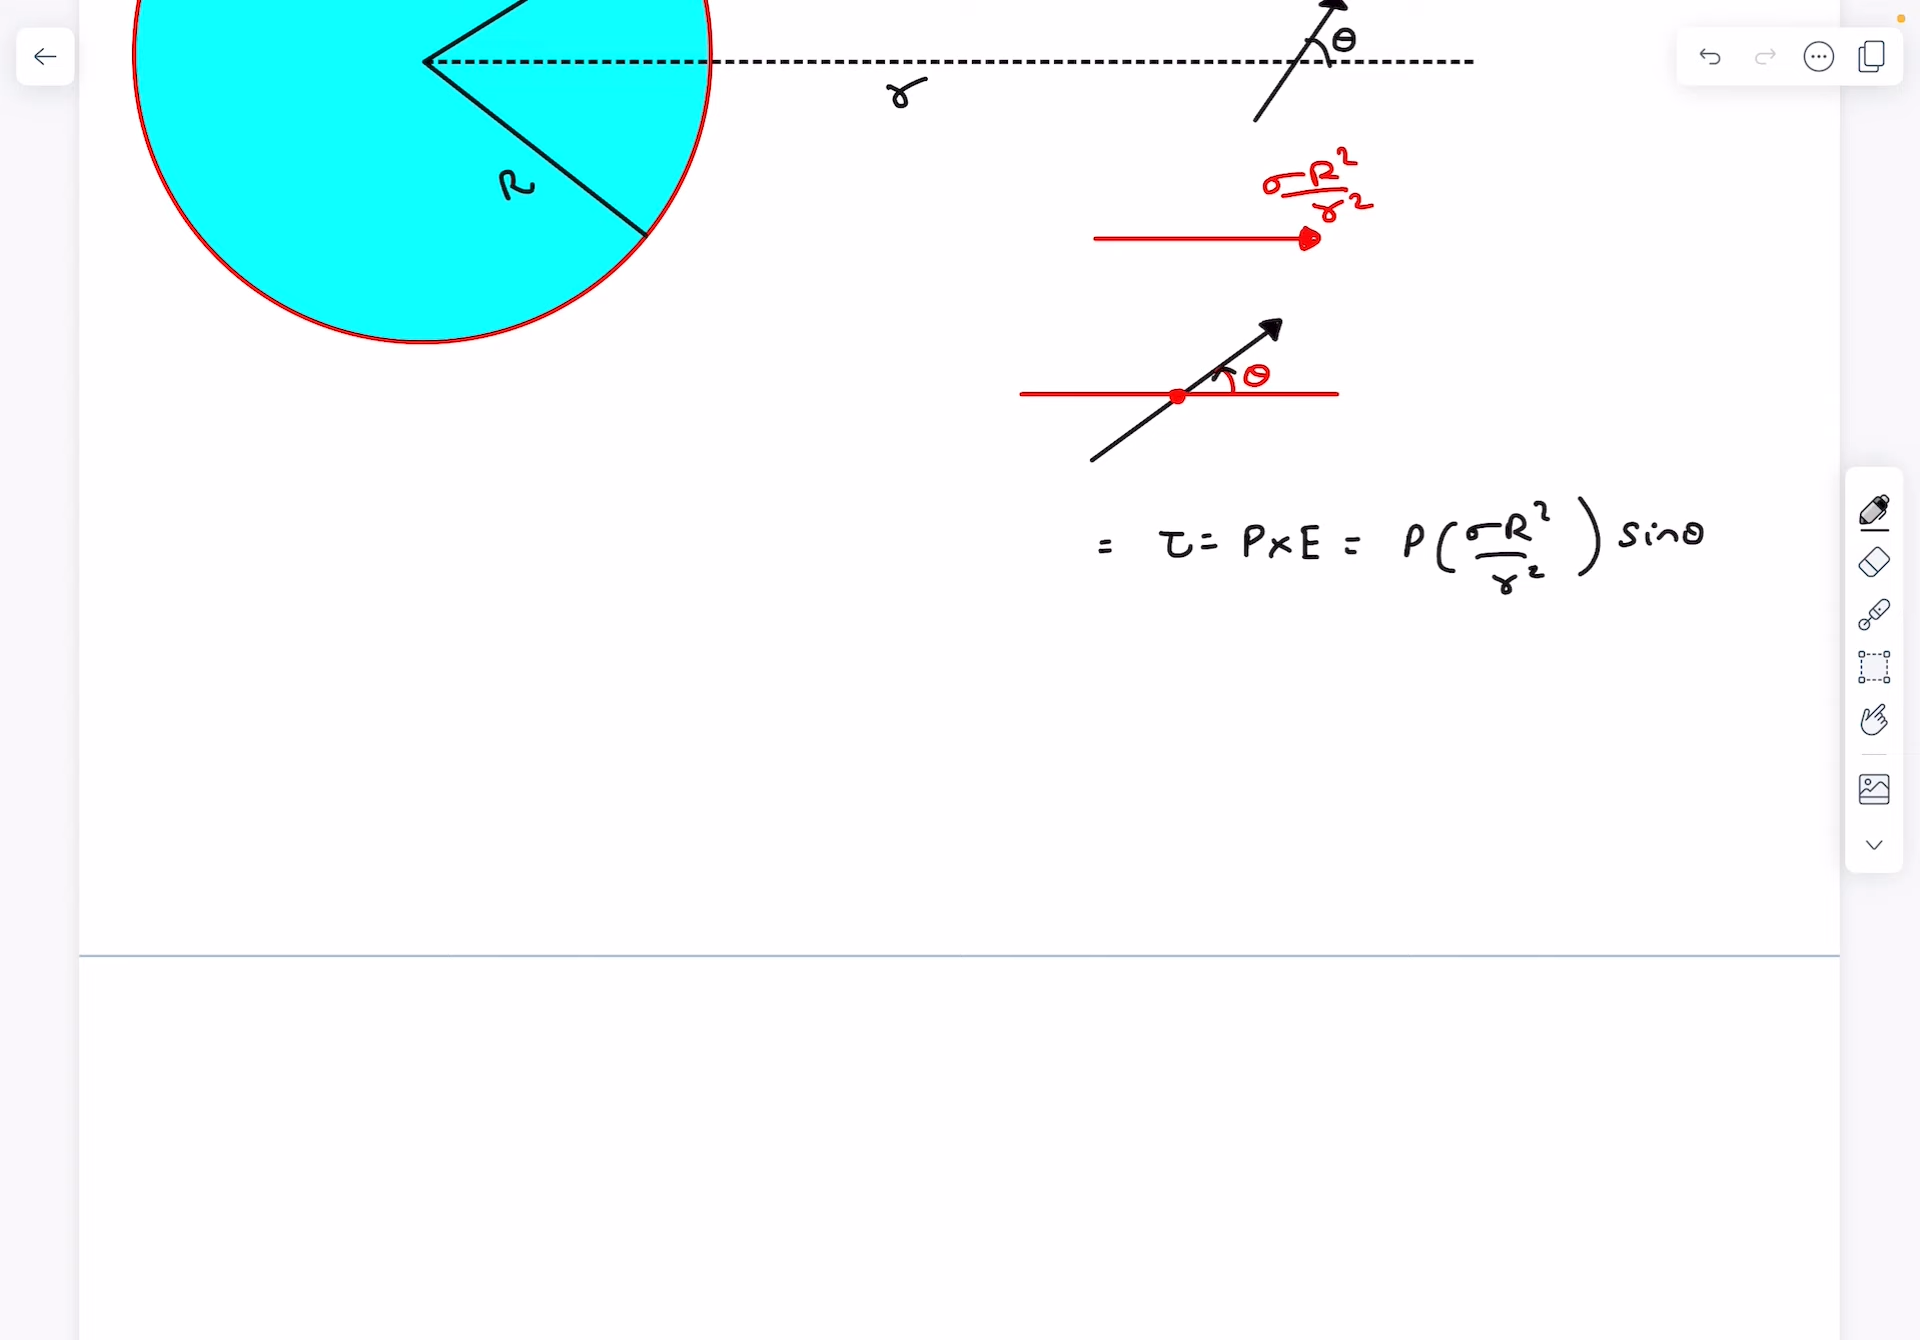 θ
r
σR²/r²
R
θ
= τ = P×E = P(σR²/r²) sinθ